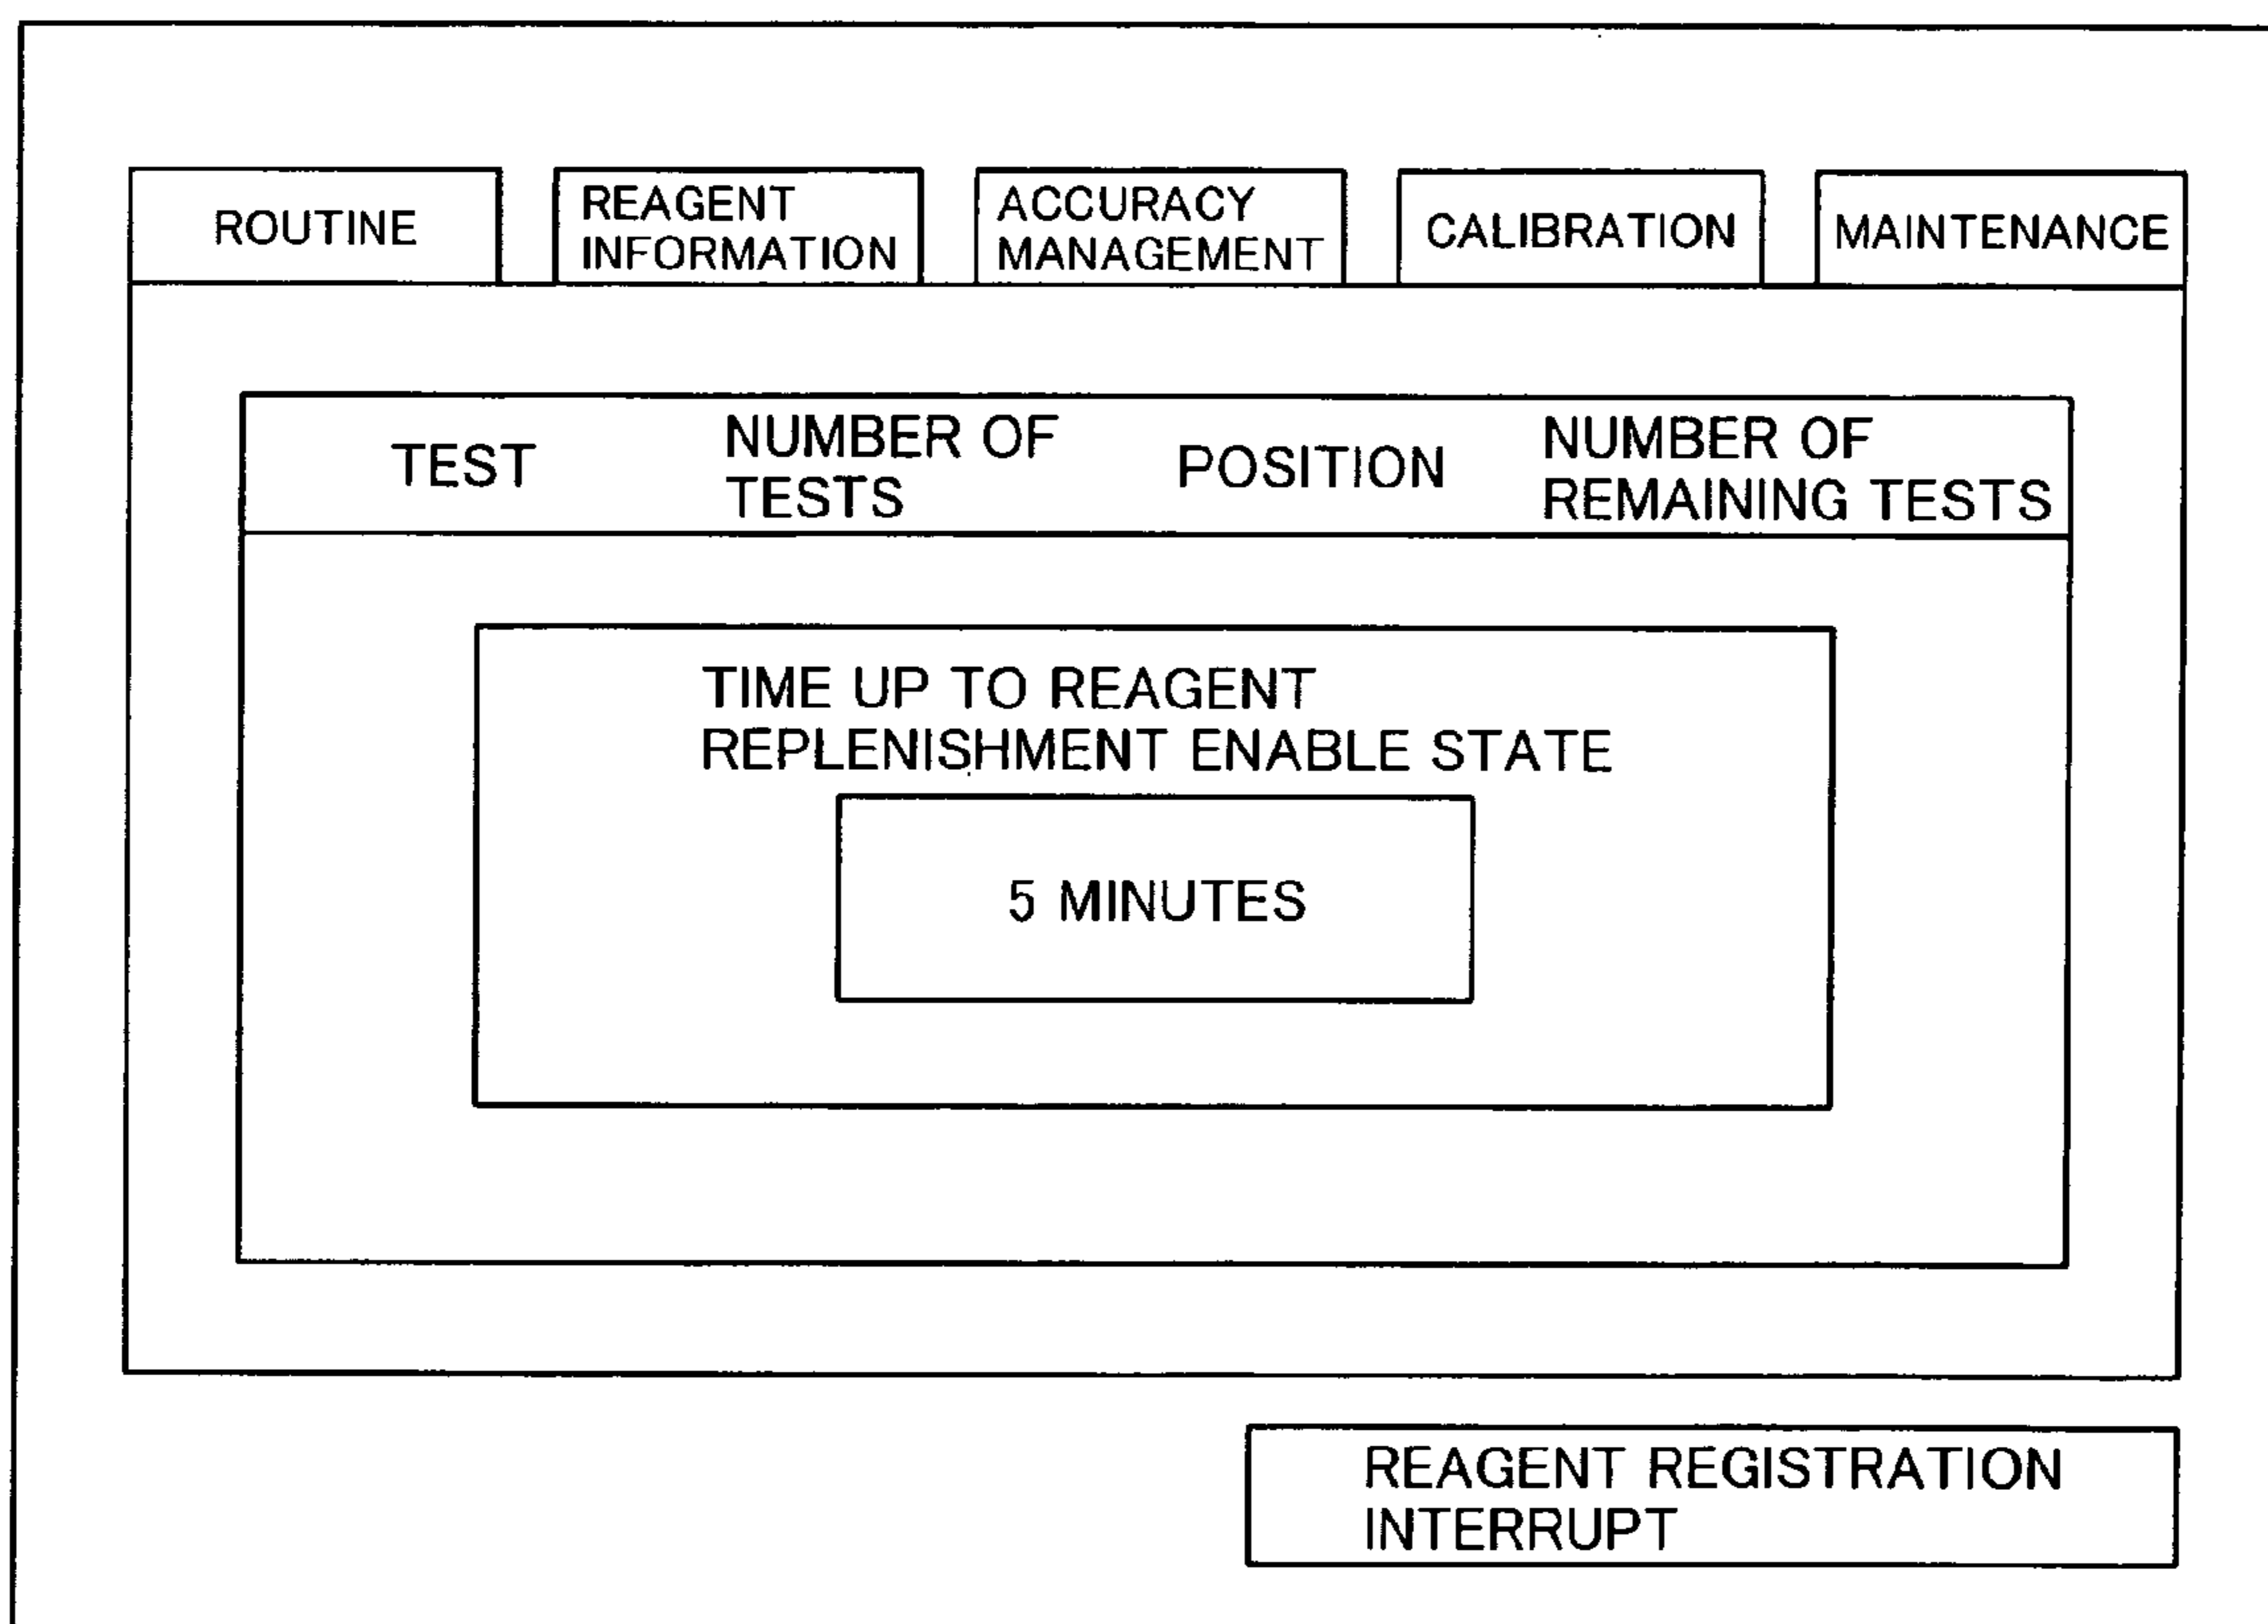 ROUTINE
REAGENT
INFORMATION
ACCURACY
MANAGEMENT
CALIBRATION
MAINTENANCE
TEST
NUMBER OF
TESTS
POSITION
NUMBER OF
REMAINING TESTS
TIME UP TO REAGENT
REPLENISHMENT ENABLE STATE
5 MINUTES
REAGENT REGISTRATION
INTERRUPT